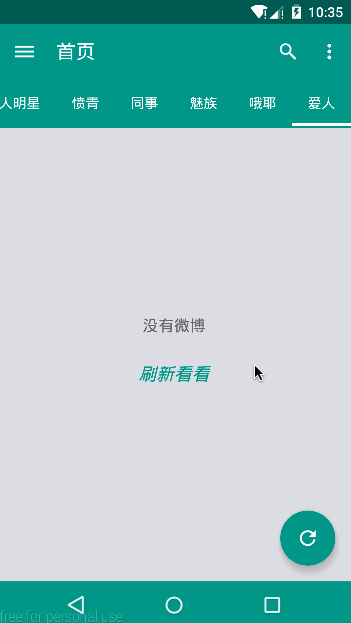 10:35
首页
人明星 愤青 同事 魅族 哦耶 爱人
没有微博
刷新看看
free for personal use